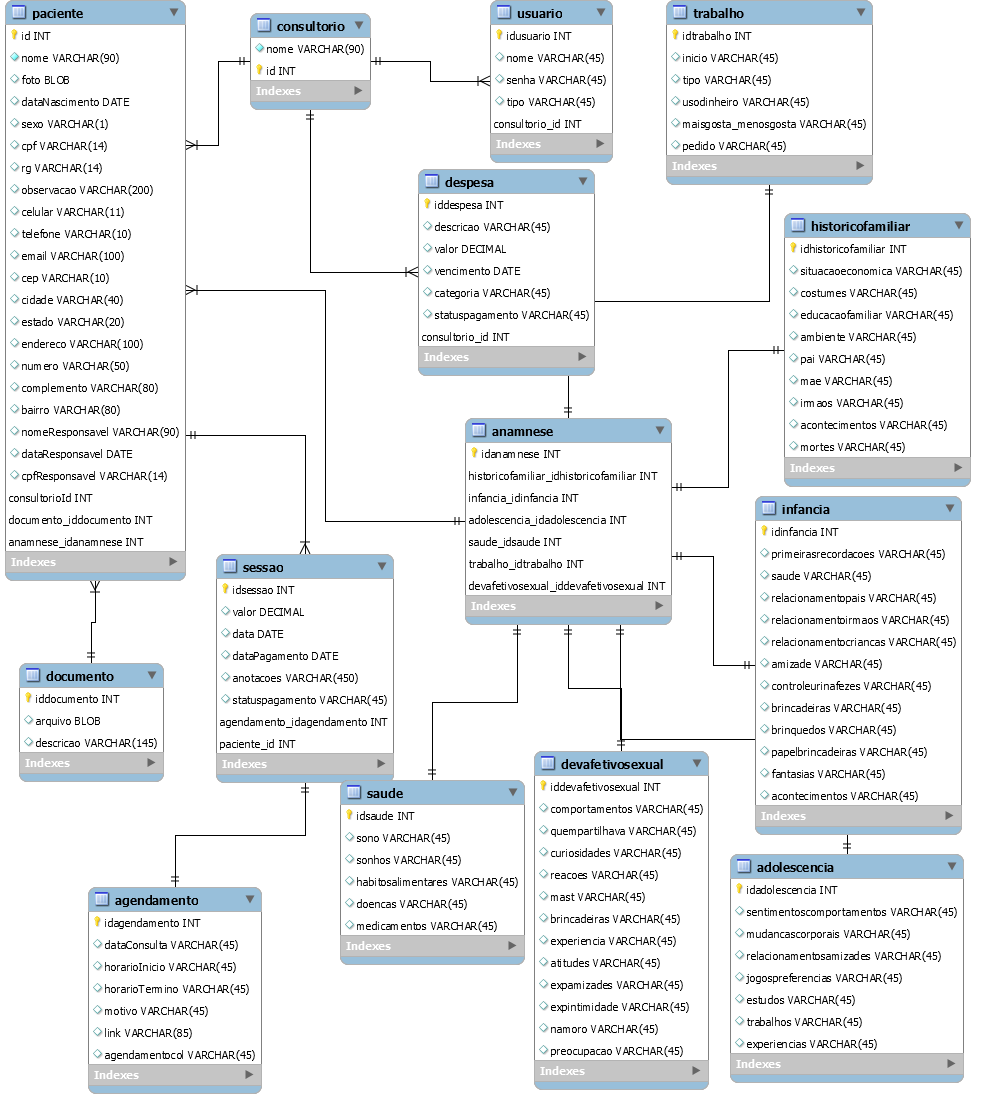 paciente
id INT
nome VARCHAR(90)
foto BLOB
dataNascimento DATE
sexo VARCHAR(1)
cpf VARCHAR(14)
rg VARCHAR(14)
observacao VARCHAR(200)
celular VARCHAR(11)
telefone VARCHAR(10)
email VARCHAR(100)
cep VARCHAR(10)
cidade VARCHAR(40)
estado VARCHAR(20)
endereco VARCHAR(100)
numero VARCHAR(50)
complemento VARCHAR(80)
bairro VARCHAR(80)
nomeResponsavel VARCHAR(90)
dataResponsavel DATE
cpfResponsavel VARCHAR(14)
consultorioId INT
documento_iddocumento INT
anamnese_idanamnese INT
Indexes
consultorio
nome VARCHAR(90)
id INT
Indexes
usuario
idusuario INT
nome VARCHAR(45)
senha VARCHAR(45)
tipo VARCHAR(45)
consultorio_id INT
Indexes
trabalho
idtrabalho INT
inicio VARCHAR(45)
tipo VARCHAR(45)
usodinheiro VARCHAR(45)
maisgosta_menosgosta VARCHAR(45)
pedido VARCHAR(45)
Indexes
despesa
iddespesa INT
descricao VARCHAR(45)
valor DECIMAL
vencimento DATE
categoria VARCHAR(45)
statuspagamento VARCHAR(45)
consultorio_id INT
Indexes
historicofamiliar
idhistoricofamiliar INT
situacaoeconomica VARCHAR(45)
costumes VARCHAR(45)
educacaofamiliar VARCHAR(45)
ambiente VARCHAR(45)
pai VARCHAR(45)
mae VARCHAR(45)
irmaos VARCHAR(45)
acontecimentos VARCHAR(45)
mortes VARCHAR(45)
Indexes
anamnese
idanamnese INT
historicofamiliar_idhistoricofamiliar INT
infancia_idinfancia INT
adolescencia_idadolescencia INT
saude_idsaude INT
trabalho_idtrabalho INT
devafetivosexual_iddevafetivosexual INT
Indexes
infancia
idinfancia INT
primeirasrecordacoes VARCHAR(45)
saude VARCHAR(45)
relacionamentopais VARCHAR(45)
relacionamentoirmaos VARCHAR(45)
relacionamentocriancas VARCHAR(45)
amizade VARCHAR(45)
controleurinafezes VARCHAR(45)
brincadeiras VARCHAR(45)
brinquedos VARCHAR(45)
papelbrincadeiras VARCHAR(45)
fantasias VARCHAR(45)
acontecimentos VARCHAR(45)
Indexes
sessao
idsessao INT
valor DECIMAL
data DATE
dataPagamento DATE
anotacoes VARCHAR(450)
statuspagamento VARCHAR(45)
agendamento_idagendamento INT
paciente_id INT
Indexes
documento
iddocumento INT
arquivo BLOB
descricao VARCHAR(145)
Indexes
saude
idsaude INT
sono VARCHAR(45)
sonhos VARCHAR(45)
habitosalimentares VARCHAR(45)
doencas VARCHAR(45)
medicamentos VARCHAR(45)
Indexes
devafetivosexual
iddevafetivosexual INT
comportamentos VARCHAR(45)
quempartilhava VARCHAR(45)
curiosidades VARCHAR(45)
reacoes VARCHAR(45)
mast VARCHAR(45)
brincadeiras VARCHAR(45)
experiencia VARCHAR(45)
atitudes VARCHAR(45)
expamizades VARCHAR(45)
expintimidade VARCHAR(45)
namoro VARCHAR(45)
preocupacao VARCHAR(45)
Indexes
adolescencia
idadolescencia INT
sentimentoscomportamentos VARCHAR(45)
mudancascorporais VARCHAR(45)
relacionamentosamizades VARCHAR(45)
jogospreferencias VARCHAR(45)
estudos VARCHAR(45)
trabalhos VARCHAR(45)
experiencias VARCHAR(45)
Indexes
agendamento
idagendamento INT
dataConsulta VARCHAR(45)
horarioInicio VARCHAR(45)
horarioTermino VARCHAR(45)
motivo VARCHAR(45)
link VARCHAR(85)
agendamentocol VARCHAR(45)
Indexes